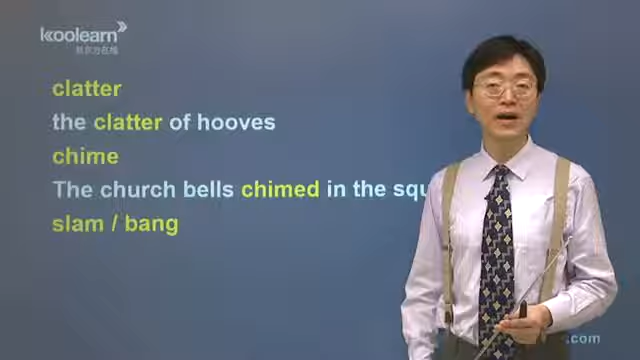 koolearn
新东方在线
clatter
the clatter of hooves
chime
The church bells chimed in the squ
slam / bang
.com